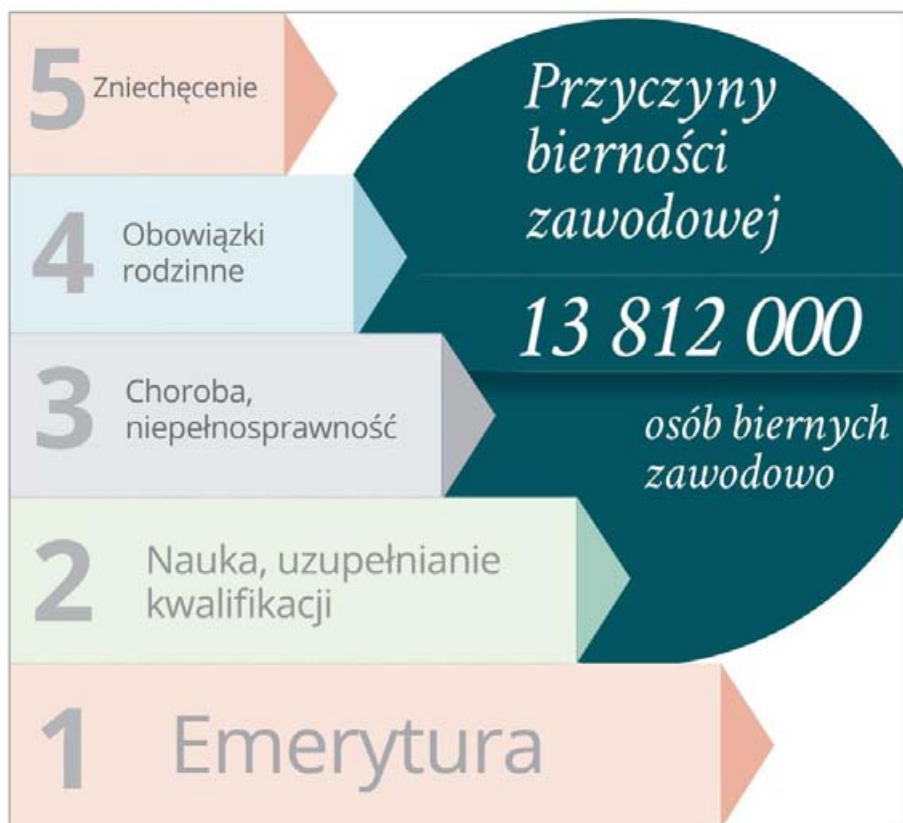 5 Zniechęcenie
4 Obowiązki
rodzinne
3 Choroba,
niepełnosprawność
2 Nauka, uzupełnianie
kwalifikacji
1 Emerytura
Przyczyny
bierności
zawodowej
13 812 000
osób biernych
zawodowo